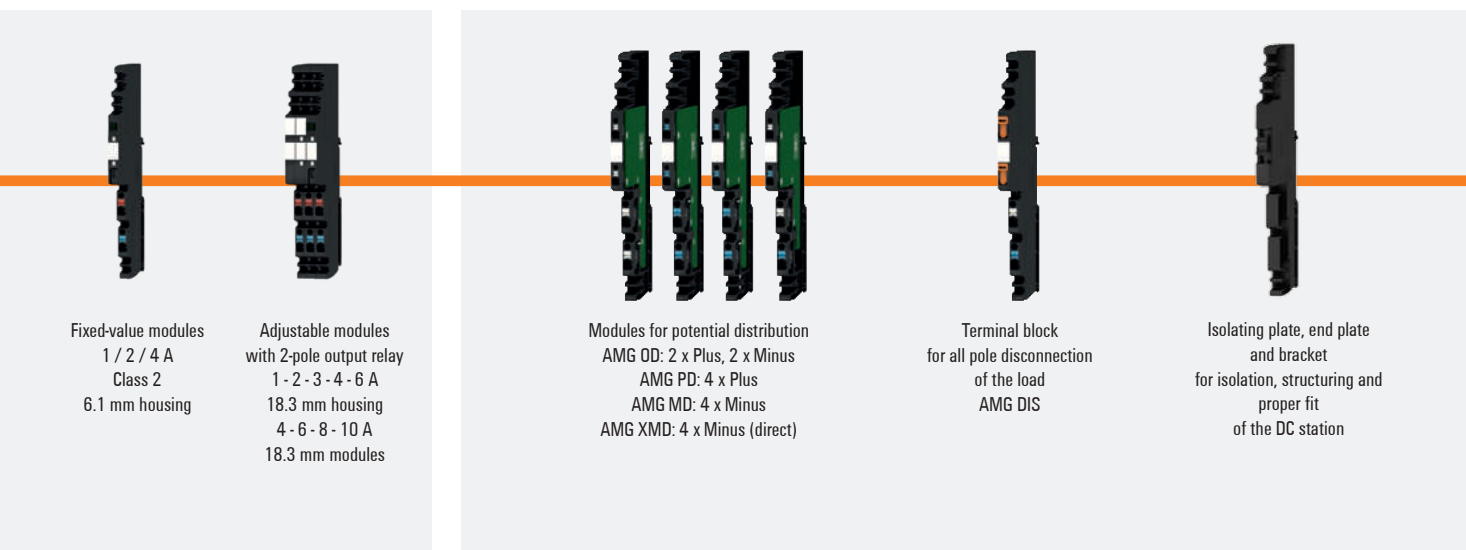 Fixed-value modules
1 / 2 / 4 A
Class 2
6.1 mm housing
Adjustable modules
with 2-pole output relay
1 - 2 - 3 - 4 - 6 A
18.3 mm housing
4 - 6 - 8 - 10 A
18.3 mm modules
Modules for potential distribution
AMG OD: 2 x Plus, 2 x Minus
AMG PD: 4 x Plus
AMG MD: 4 x Minus
AMG XMD: 4 x Minus (direct)
Terminal block
for all pole disconnection
of the load
AMG DIS
Isolating plate, end plate
and bracket
for isolation, structuring and
proper fit
of the DC station